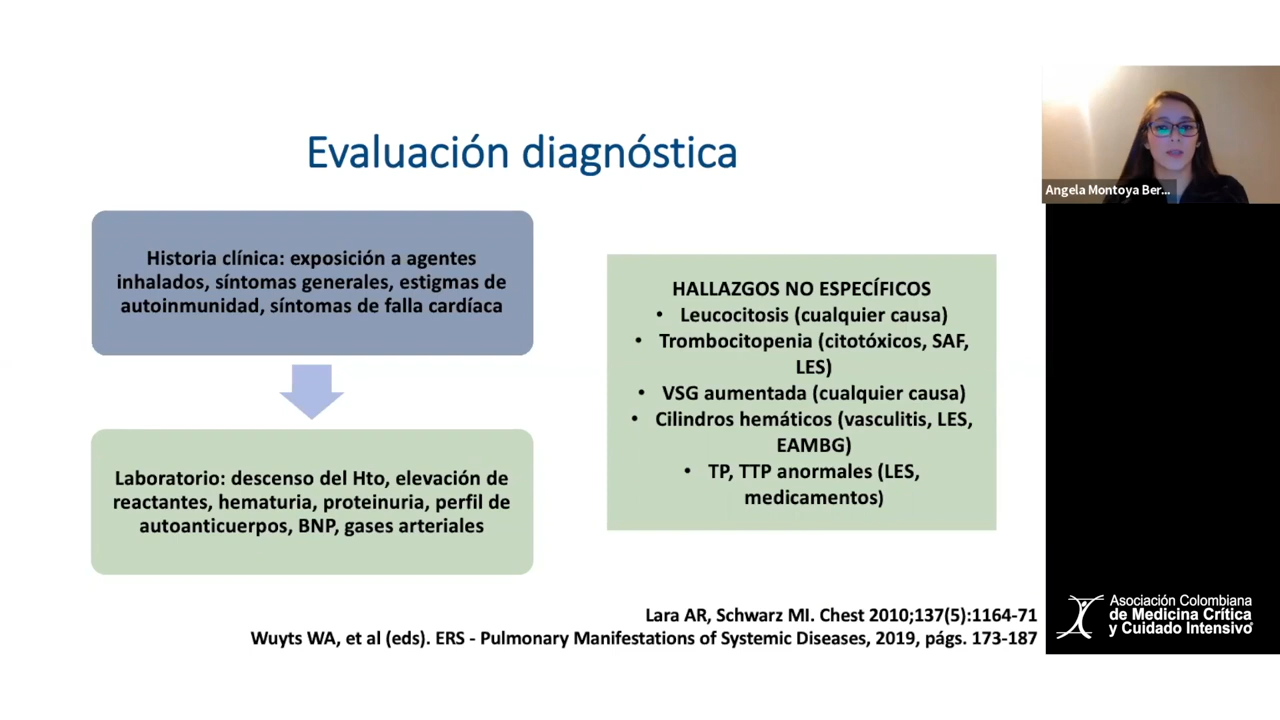 Evaluación diagnóstica
Historia clínica: exposición a agentes
inhalados, síntomas generales, estigmas de
autoinmunidad, síntomas de falla cardíaca
Laboratorio: descenso del Hto, elevación de
reactantes, hematuria, proteinuria, perfil de
autoanticuerpos, BNP, gases arteriales
HALLAZGOS NO ESPECÍFICOS
• Leucocitosis (cualquier causa)
• Trombocitopenia (citotóxicos, SAF,
LES)
• VSG aumentada (cualquier causa)
• Cilindros hemáticos (vasculitis, LES,
EAMBG)
• TP, TTP anormales (LES,
medicamentos)
Lara AR, Schwarz MI. Chest 2010;137(5):1164-71
Wuyts WA, et al (eds). ERS - Pulmonary Manifestations of Systemic Diseases, 2019, págs. 173-187
Angela Montoya Ber...
Asociación Colombiana
de Medicina Crítica
y Cuidado Intensivo